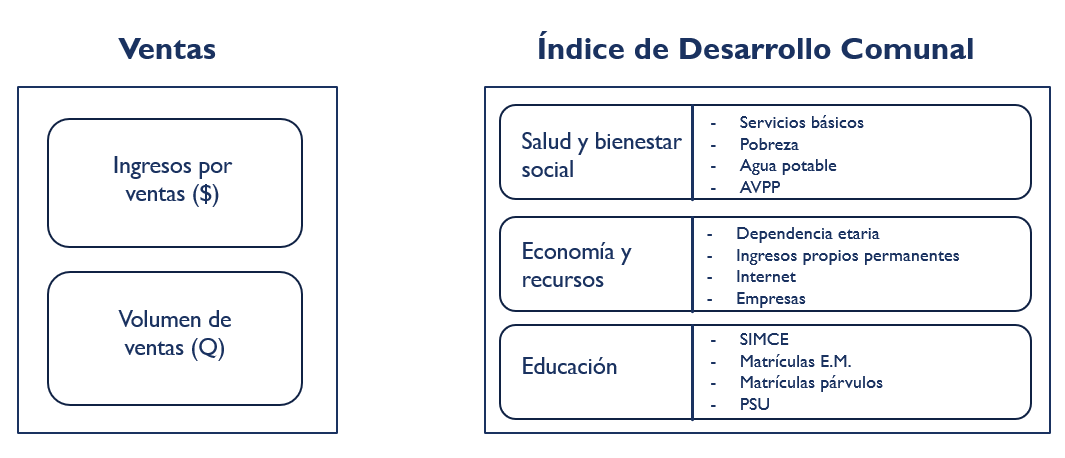 Ventas
Ingresos por
ventas ($)
Volumen de
ventas (Q)
Índice de Desarrollo Comunal
Salud y bienestar
social
- Servicios básicos
- Pobreza
- Agua potable
- AVPP
Economía y
recursos
- Dependencia etaria
- Ingresos propios permanentes
- Internet
- Empresas
Educación
- SIMCE
- Matrículas E.M.
- Matrículas párvulos
- PSU